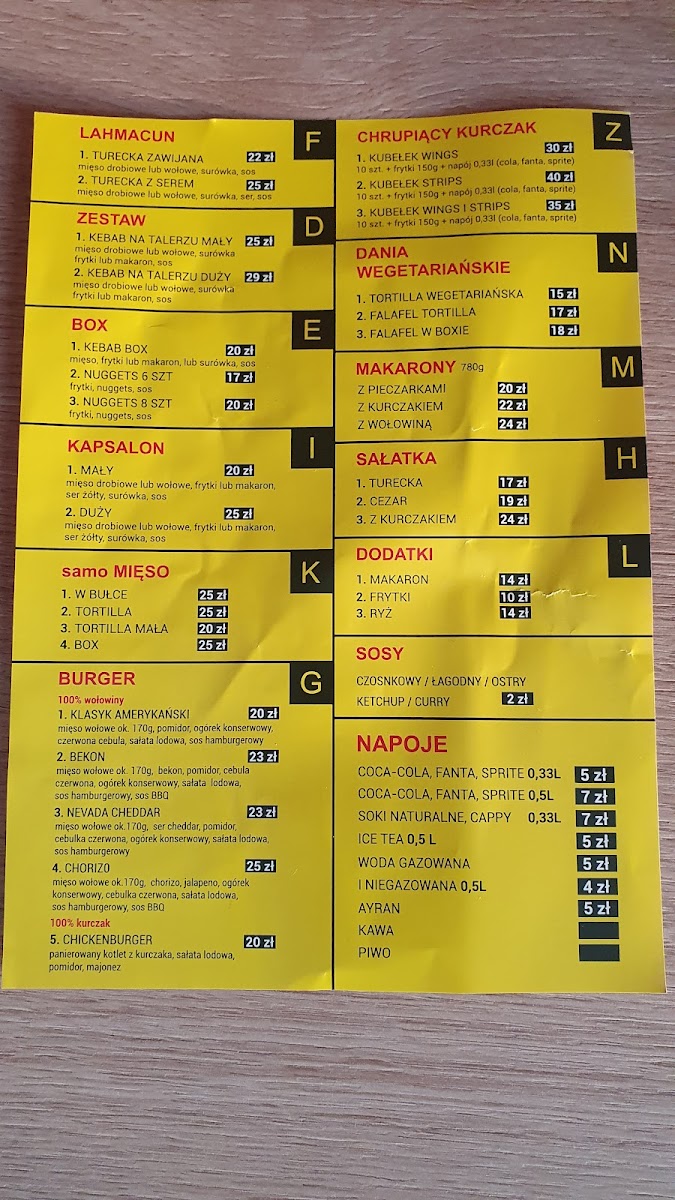 LAHMACUN
F
1. TURECKA ZAWIJANA 22 zł
mięso drobiowe lub wołowe, surówka, sos
2. TURECKA Z SEREM 25 zł
mięso drobiowe lub wołowe, surówka, ser, sos
ZESTAW
D
1. KEBAB NA TALERZU MAŁY 25 zł
mięso drobiowe lub wołowe, surówka
frytki lub makaron, sos
2. KEBAB NA TALERZU DUŻY 29 zł
mięso drobiowe lub wołowe, surówka
frytki lub makaron, sos
BOX
E
1. KEBAB BOX 20 zł
mięso, frytki lub makaron, lub surówka, sos
2. NUGGETS 6 SZT 17 zł
frytki, nuggets, sos
3. NUGGETS 8 SZT 20 zł
frytki, nuggets, sos
KAPSALON
I
1. MAŁY 20 zł
mięso drobiowe lub wołowe, frytki lub makaron,
ser żółty, surówka, sos
2. DUŻY 25 zł
mięso drobiowe lub wołowe, frytki lub makaron,
ser żółty, surówka, sos
samo MIĘSO
K
1. W BUŁCE 25 zł
2. TORTILLA 25 zł
3. TORTILLA MAŁA 20 zł
4. BOX 25 zł
BURGER
G
100% wołowiny
1. KLASYK AMERYKAŃSKI 20 zł
mięso wołowe ok. 170g, pomidor, ogórek konserwowy,
czerwona cebula, sałata lodowa, sos hamburgerowy
2. BEKON 23 zł
mięso wołowe ok. 170g, bekon, pomidor, cebula
czerwona, ogórek konserwowy, sałata lodowa,
sos hamburgerowy, sos BBQ
3. NEVADA CHEDDAR 23 zł
mięso wołowe ok.170g, ser cheddar, pomidor,
cebulka czerwona, ogórek konserwowy, sałata lodowa,
sos hamburgerowy
4. CHORIZO 25 zł
mięso wołowe ok.170g, chorizo, jalapeno, ogórek
konserwowy, cebulka czerwona, sałata lodowa,
sos hamburgerowy, sos BBQ
100% kurczak
5. CHICKENBURGER 20 zł
panierowany kotlet z kurczaka, sałata lodowa,
pomidor, majonez
CHRUPIĄCY KURCZAK
Z
1. KUBEŁEK WINGS 30 zł
10 szt. + frytki 150g + napój 0,33l (cola, fanta, sprite)
2. KUBEŁEK STRIPS 40 zł
10 szt. + frytki 150g + napój 0,33l (cola, fanta, sprite)
3. KUBEŁEK WINGS I STRIPS 35 zł
10 szt. + frytki 150g + napój 0,33l (cola, fanta, sprite)
DANIA
WEGETARIAŃSKIE
N
1. TORTILLA WEGETARIAŃSKA 15 zł
2. FALAFEL TORTILLA 17 zł
3. FALAFEL W BOXIE 18 zł
MAKARONY 780g
M
Z PIECZARKAMI 20 zł
Z KURCZAKIEM 22 zł
Z WOŁOWINĄ 24 zł
SAŁATKA
H
1. TURECKA 17 zł
2. CEZAR 19 zł
3. Z KURCZAKIEM 24 zł
DODATKI
L
1. MAKARON 14 zł
2. FRYTKI 10 zł
3. RYŻ 14 zł
SOSY
CZOSNKOWY / ŁAGODNY / OSTRY
KETCHUP / CURRY 2 zł
NAPOJE
COCA-COLA, FANTA, SPRITE 0,33L 5 zł
COCA-COLA, FANTA, SPRITE 0,5L 7 zł
SOKI NATURALNE, CAPPY 0,33L 7 zł
ICE TEA 0,5 L 5 zł
WODA GAZOWANA 5 zł
I NIEGAZOWANA 0,5L 4 zł
AYRAN 5 zł
KAWA
PIWO